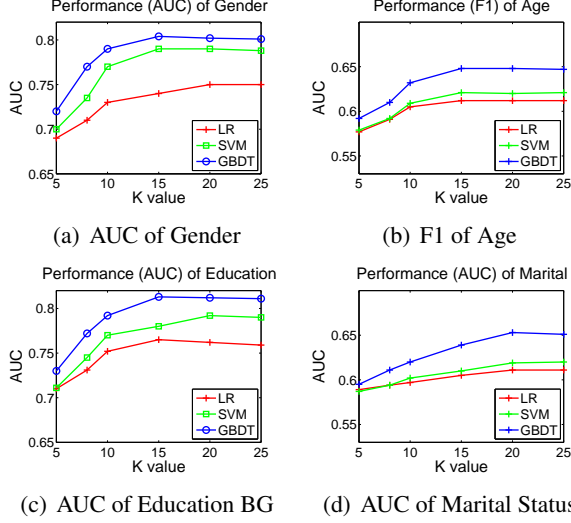 Performance (AUC) of Gender
0.8
0.75
0.7
0.65
AUC
5 10 15 20 25
K value
LR
SVM
GBDT
(a) AUC of Gender
Performance (F1) of Age
0.65
0.6
0.55
AUC
5 10 15 20 25
K value
LR
SVM
GBDT
(b) F1 of Age
Performance (AUC) of Education
0.8
0.75
0.7
0.65
AUC
5 10 15 20 25
K value
LR
SVM
GBDT
(c) AUC of Education BG
Performance (AUC) of Marital
0.65
0.6
0.55
AUC
5 10 15 20 25
K value
LR
SVM
GBDT
(d) AUC of Marital Status